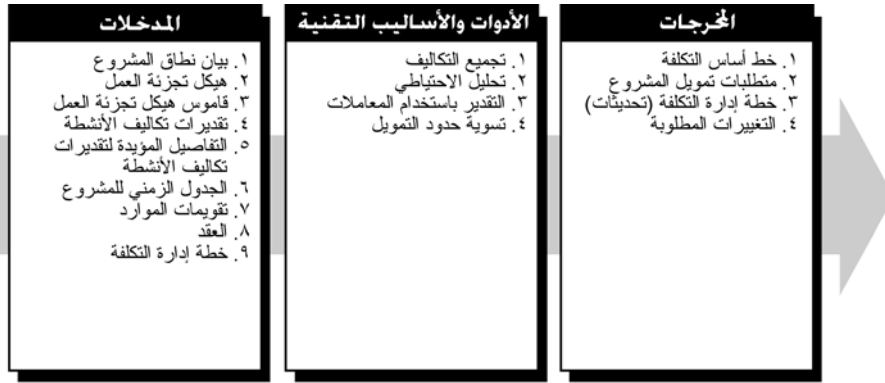 المدخلات
١. بيان نطاق المشروع
٢. هيكل تجزئة العمل
٣. قاموس هيكل تجزئة العمل
٤. تقديرات تكاليف الأنشطة
٥. التفاصيل المؤيدة لتقديرات
تكاليف الأنشطة
٦. الجدول الزمني للمشروع
٧. تقويمات الموارد
٨. العقد
٩. خطة إدارة التكلفة
الأدوات والأساليب التقنية
١. تجميع التكاليف
٢. تحليل الاحتياطي
٣. التقدير باستخدام المعاملات
٤. تسوية حدود التمويل
المخرجات
١. خط أساس التكلفة
٢. متطلبات تمويل المشروع
٣. خطة إدارة التكلفة (تحديثات)
٤. التغييرات المطلوبة